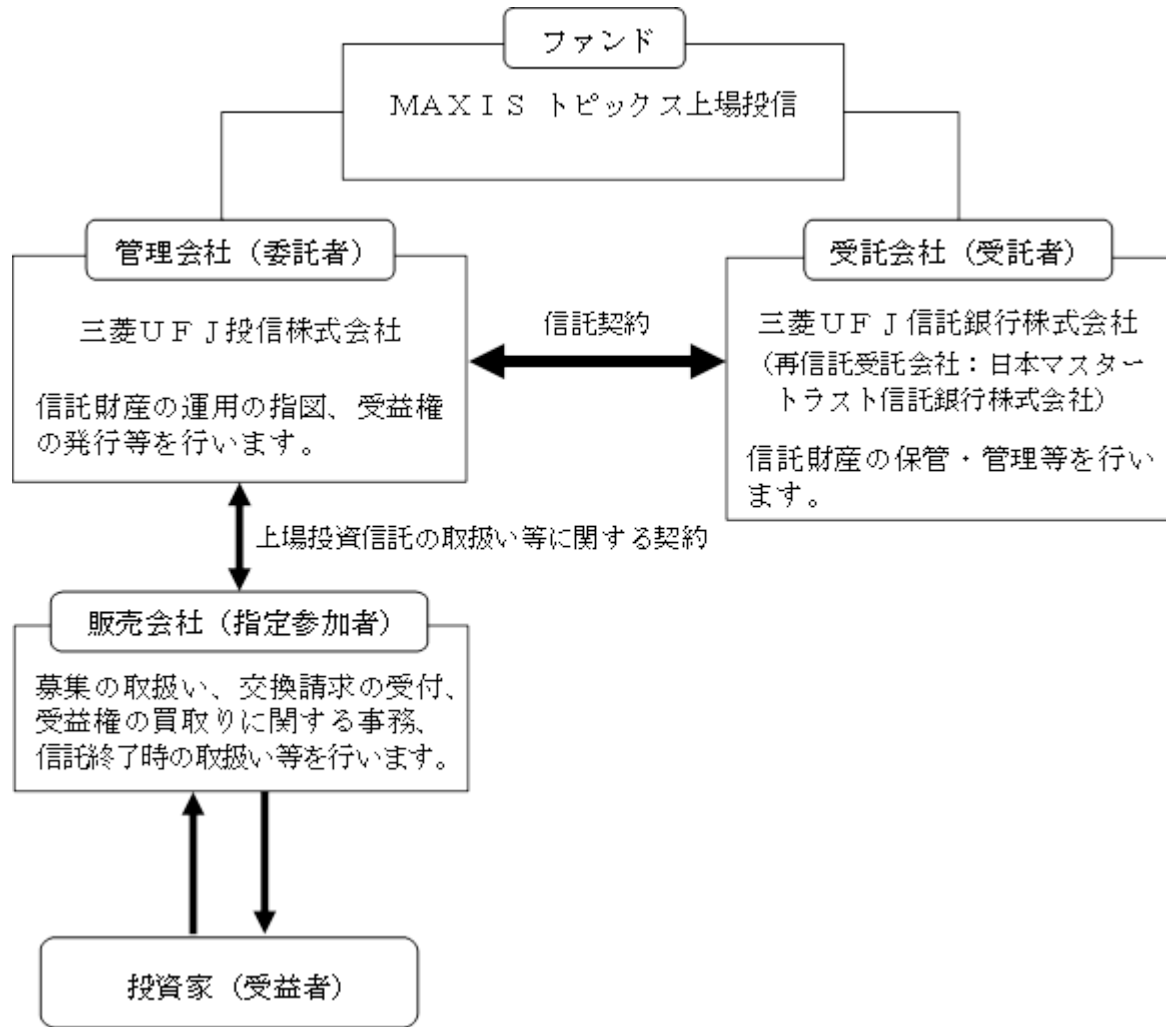 ファンド
ＭＡＸＩＳ トピックス上場投信
管理会社（委託者）
三菱ＵＦＪ投信株式会社
信託財産の運用の指図、受益権
の発行等を行います。
信託契約
受託会社（受託者）
三菱ＵＦＪ信託銀行株式会社
（再信託受託会社：日本マスター
トラスト信託銀行株式会社）
信託財産の保管・管理等を行い
ます。
上場投資信託の取扱い等に関する契約
販売会社（指定参加者）
募集の取扱い、交換請求の受付、
受益権の買取りに関する事務、
信託終了時の取扱い等を行います。
投資家（受益者）